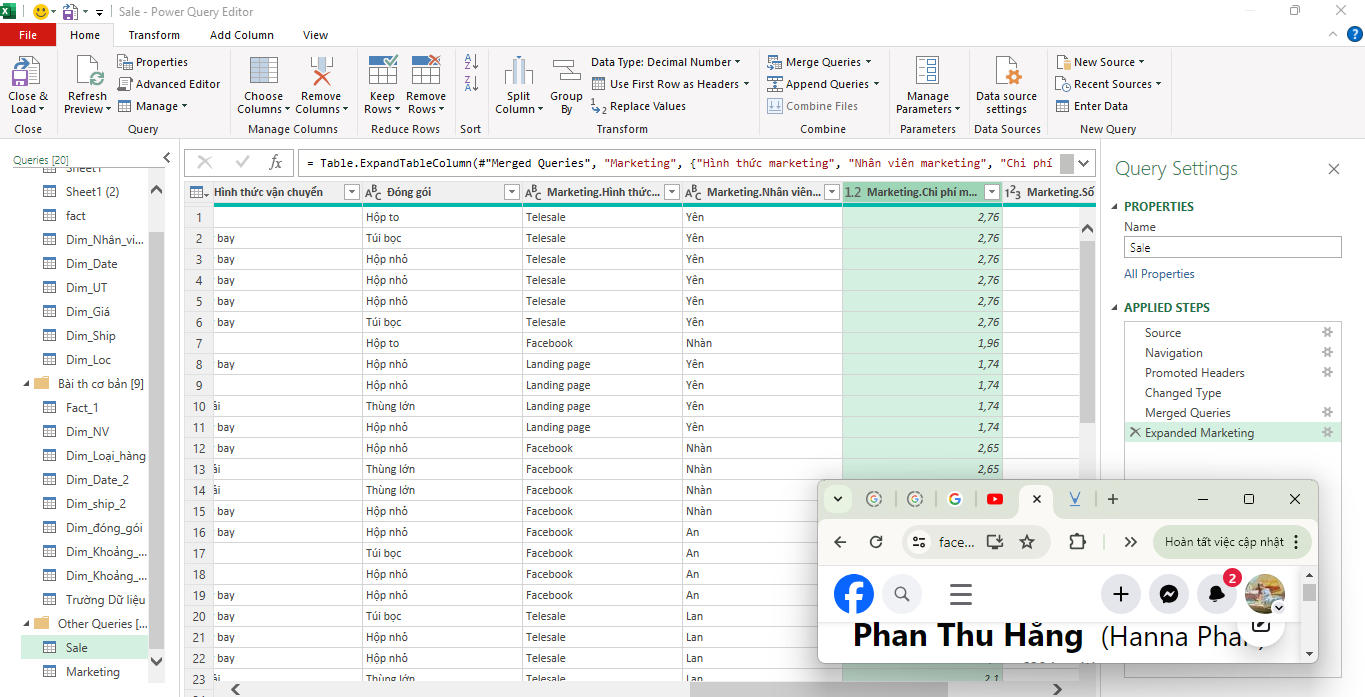 Sale - Power Query Editor
File Home Transform Add Column View
Close & Load
Close
Refresh Preview
Properties
Advanced Editor
Manage
Query
Choose Columns
Remove Columns
Manage Columns
Keep Rows
Remove Rows
Reduce Rows
Sort
Split Column
Group By
Data Type: Decimal Number
Use First Row as Headers
Replace Values
Transform
Merge Queries
Append Queries
Combine Files
Combine
Manage Parameters
Parameters
Data source settings
Data Sources
New Source
Recent Sources
Enter Data
New Query
Queries [20]
Sheet1
Sheet1 (2)
fact
Dim_Nhân_vi...
Dim_Date
Dim_UT
Dim_Giá
Dim_Ship
Dim_Loc
Bài th cơ bản [9]
Fact_1
Dim_NV
Dim_Loại_hàng
Dim_Date_2
Dim_ship_2
Dim_đóng_gói
Dim_Khoảng_...
Dim_Khoảng_...
Trường Dữ liệu
Other Queries [...
Sale
Marketing
fx = Table.ExpandTableColumn(#"Merged Queries", "Marketing", {"Hình thức marketing", "Nhân viên marketing", "Chi phí
Hình thức vận chuyển ABC Đóng gói ABC Marketing.Hình thức... ABC Marketing.Nhân viên... 1.2 Marketing.Chi phí m... 123 Marketing.Số
1 Hộp to Telesale Yên 2,76
2 bay Túi bọc Telesale Yên 2,76
3 bay Hộp nhỏ Telesale Yên 2,76
4 bay Hộp nhỏ Telesale Yên 2,76
5 bay Hộp nhỏ Telesale Yên 2,76
6 bay Túi bọc Telesale Yên 2,76
7 Hộp to Facebook Nhàn 1,96
8 bay Hộp nhỏ Landing page Yên 1,74
9 Hộp nhỏ Landing page Yên 1,74
10 ải Thùng lớn Landing page Yên 1,74
11 bay Hộp nhỏ Landing page Yên 1,74
12 bay Hộp nhỏ Facebook Nhàn 2,65
13 ải Thùng lớn Facebook Nhàn 2,65
14 ải Thùng lớn Facebook Nhàn
15 bay Hộp nhỏ Facebook Nhàn
16 bay Hộp nhỏ Facebook An
17 Túi bọc Facebook An
18 Hộp nhỏ Facebook An
19 bay Hộp nhỏ Facebook An
20 bay Túi bọc Telesale Lan
21 bay Hộp nhỏ Telesale Lan
22 bay Hộp nhỏ Telesale Lan
23 ải Thùng lớn Telesale Lan 2,1
Query Settings
PROPERTIES
Name
Sale
All Properties
APPLIED STEPS
Source
Navigation
Promoted Headers
Changed Type
Merged Queries
Expanded Marketing
face...
Hoàn tất việc cập nhật
2
Phan Thu Hằng (Hanna Phan)